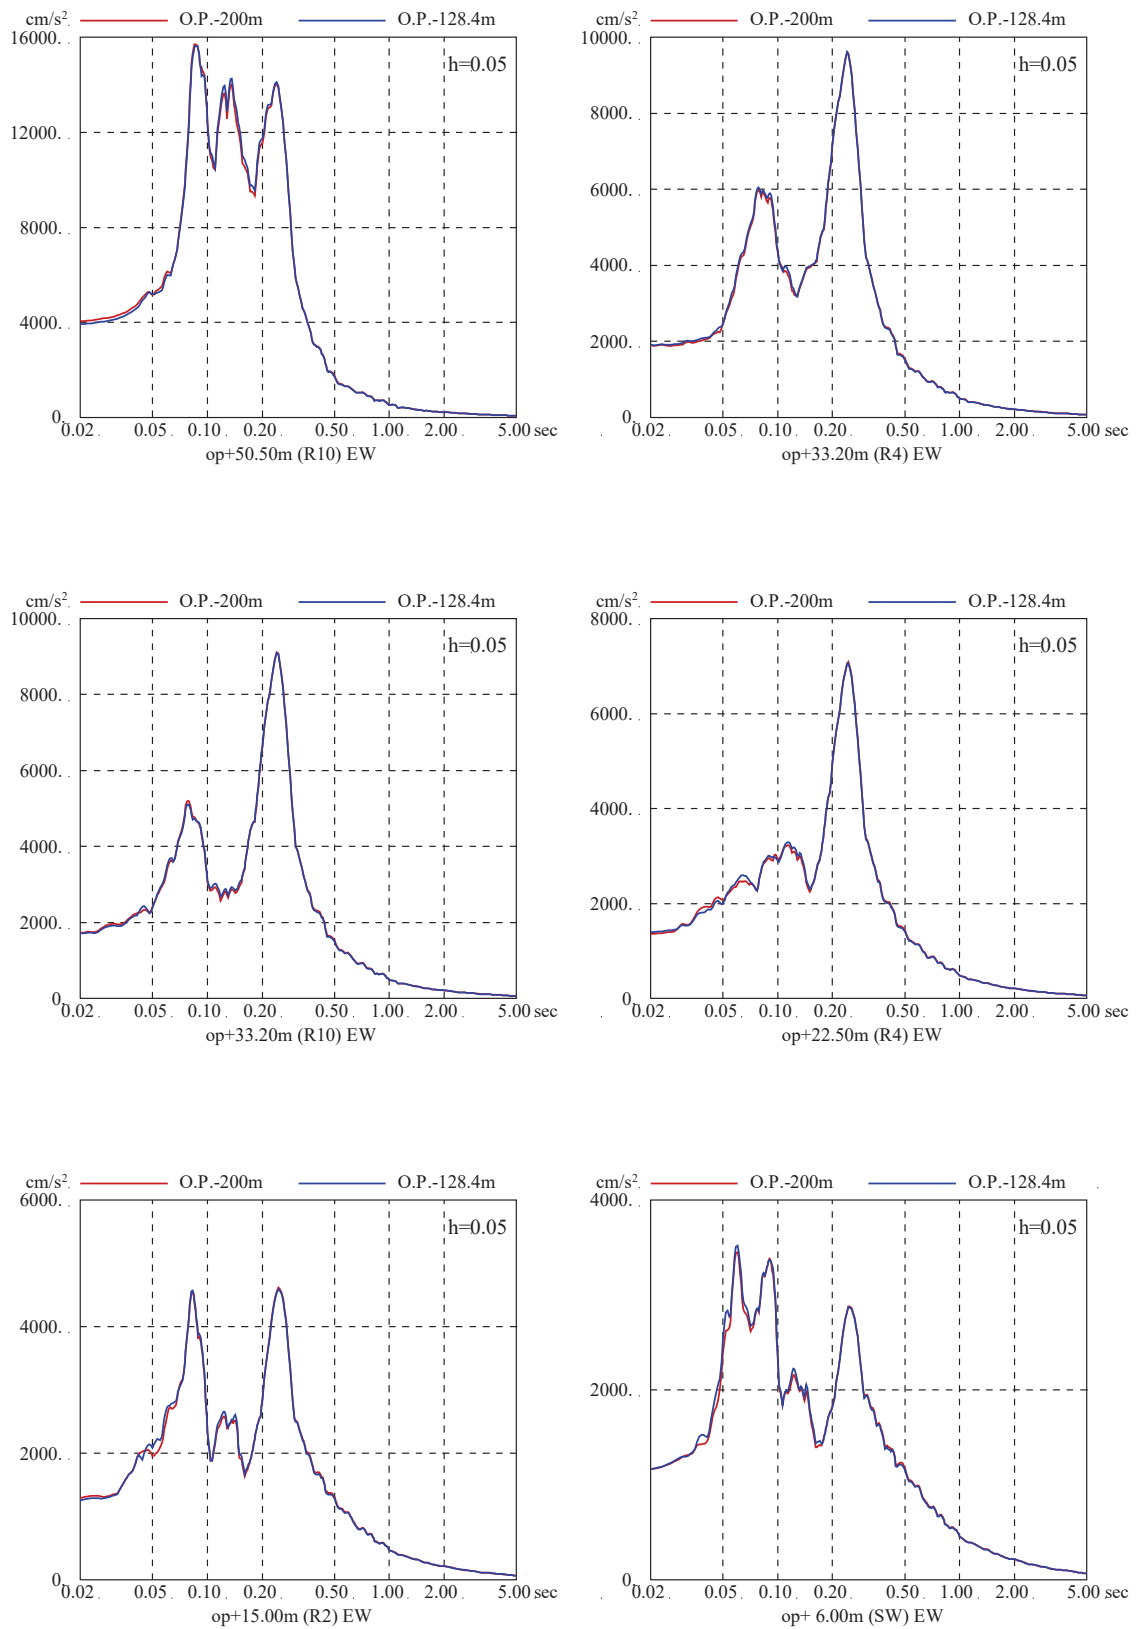 cm/s² O.P.-200m O.P.-128.4m
16000.
h=0.05
12000.
8000.
4000.
0.
0.02 0.05 0.10 0.20 0.50 1.00 2.00 5.00 sec
op+50.50m (R10) EW
cm/s² O.P.-200m O.P.-128.4m
10000.
h=0.05
8000.
6000.
4000.
2000.
0.
0.02 0.05 0.10 0.20 0.50 1.00 2.00 5.00 sec
op+33.20m (R4) EW
cm/s² O.P.-200m O.P.-128.4m
10000.
h=0.05
8000.
6000.
4000.
2000.
0.
0.02 0.05 0.10 0.20 0.50 1.00 2.00 5.00 sec
op+33.20m (R10) EW
cm/s² O.P.-200m O.P.-128.4m
8000.
h=0.05
6000.
4000.
2000.
0.
0.02 0.05 0.10 0.20 0.50 1.00 2.00 5.00 sec
op+22.50m (R4) EW
cm/s² O.P.-200m O.P.-128.4m
6000.
h=0.05
4000.
2000.
0.
0.02 0.05 0.10 0.20 0.50 1.00 2.00 5.00 sec
op+15.00m (R2) EW
cm/s² O.P.-200m O.P.-128.4m
4000.
h=0.05
2000.
0.
0.02 0.05 0.10 0.20 0.50 1.00 2.00 5.00 sec
op+ 6.00m (SW) EW